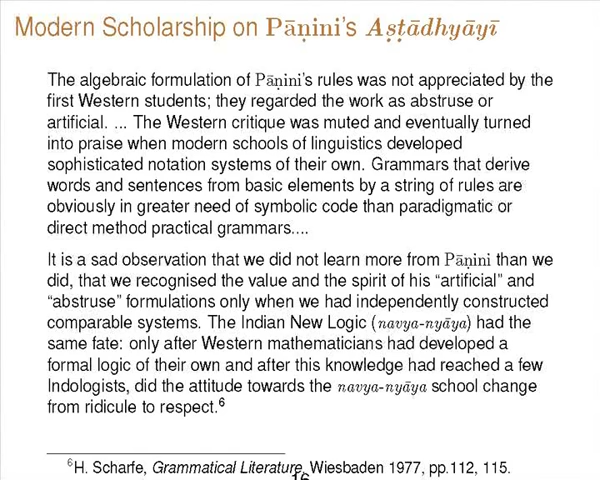 Modern Scholarship on Pāṇini's Aṣṭādhyāyī
The algebraic formulation of Pāṇini's rules was not appreciated by the
first Western students; they regarded the work as abstruse or
artificial. ... The Western critique was muted and eventually turned
into praise when modern schools of linguistics developed
sophisticated notation systems of their own. Grammars that derive
words and sentences from basic elements by a string of rules are
obviously in greater need of symbolic code than paradigmatic or
direct method practical grammars....
It is a sad observation that we did not learn more from Pāṇini than we
did, that we recognised the value and the spirit of his “artificial” and
“abstruse” formulations only when we had independently constructed
comparable systems. The Indian New Logic (navya-nyāya) had the
same fate: only after Western mathematicians had developed a
formal logic of their own and after this knowledge had reached a few
Indologists, did the attitude towards the navya-nyāya school change
from ridicule to respect.⁶
⁶H. Scharfe, Grammatical Literature, Wiesbaden 1977, pp.112, 115.
16